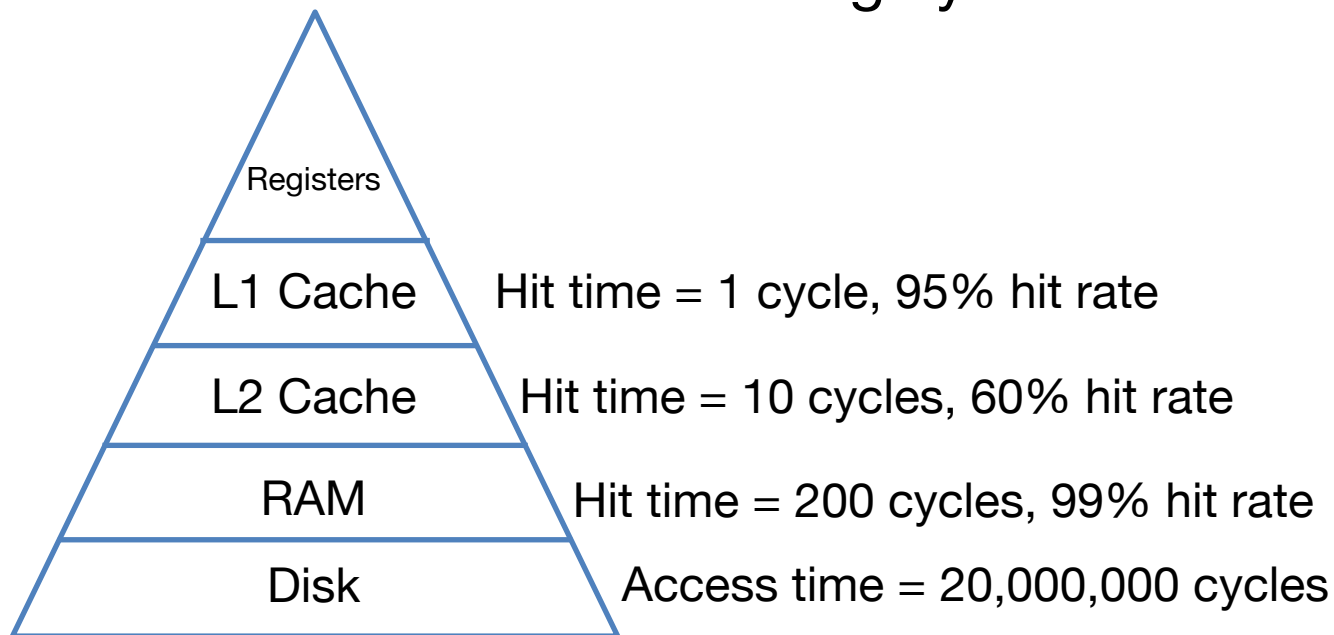 Registers
L1 Cache Hit time = 1 cycle, 95% hit rate
L2 Cache Hit time = 10 cycles, 60% hit rate
RAM Hit time = 200 cycles, 99% hit rate
Disk Access time = 20,000,000 cycles